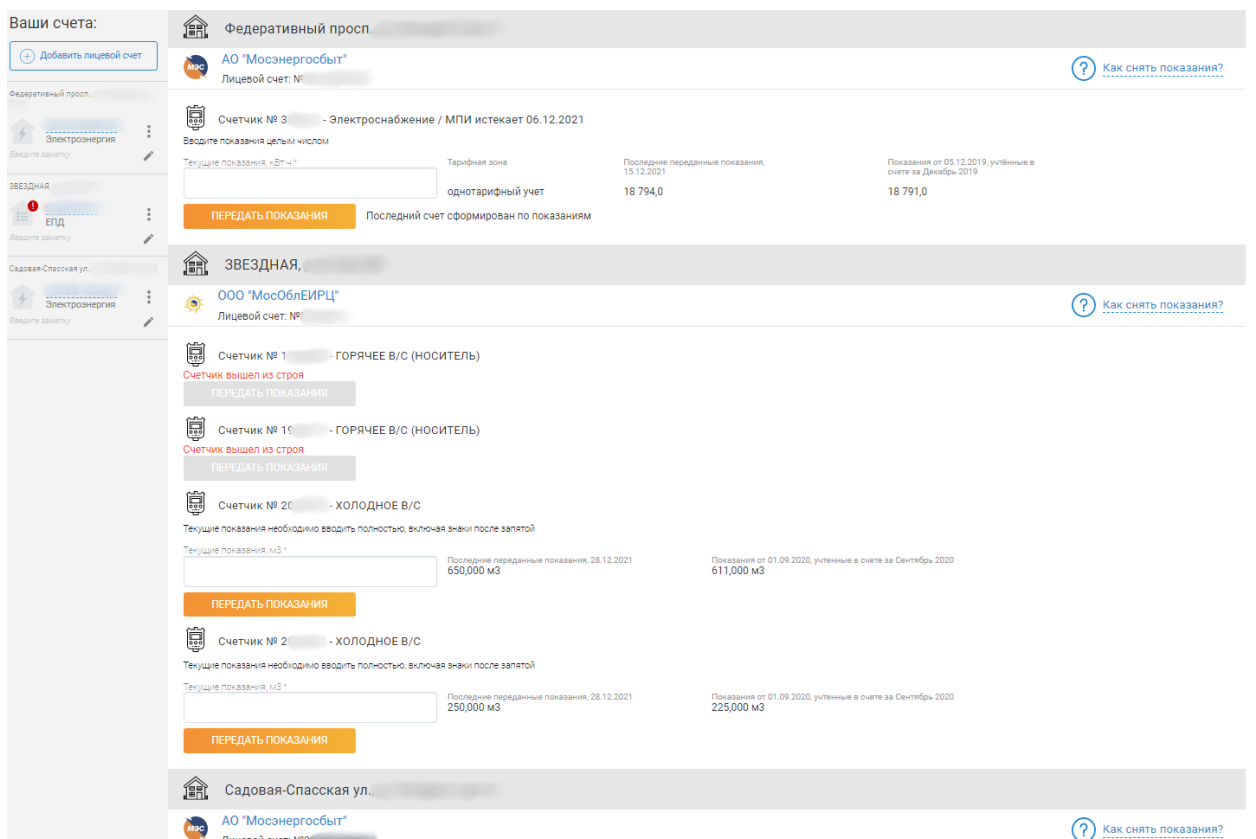 Ваши счета:
Добавить лицевой счет
Федеративный просп.,
Электроэнергия
Введите заметку
ЗВЕЗДНАЯ,
ЕПД
Введите заметку
Садовая-Спасская ул.,
Электроэнергия
Введите заметку
Федеративный просп.
АО "Мосэнергосбыт"
Лицевой счет: №
? Как снять показания?
Счетчик № 3 - Электроснабжение / МПИ истекает 06.12.2021
Вводите показания целым числом
Текущие показания, кВт·ч *
Тарифная зона
Последние переданные показания,
15.12.2021
Показания от 05.12.2019, учтённые в
счете за Декабрь 2019
однотарифный учет
18 794,0
18 791,0
ПЕРЕДАТЬ ПОКАЗАНИЯ
Последний счет сформирован по показаниям
ЗВЕЗДНАЯ,
ООО "МосОблЕИРЦ"
Лицевой счет: №
? Как снять показания?
Счетчик № 1 - ГОРЯЧЕЕ В/С (НОСИТЕЛЬ)
Счетчик вышел из строя
ПЕРЕДАТЬ ПОКАЗАНИЯ
Счетчик № 19 - ГОРЯЧЕЕ В/С (НОСИТЕЛЬ)
Счетчик вышел из строя
ПЕРЕДАТЬ ПОКАЗАНИЯ
Счетчик № 20 - ХОЛОДНОЕ В/С
Текущие показания необходимо вводить полностью, включая знаки после запятой
Текущие показания, м3 *
Последние переданные показания, 28.12.2021
650,000 м3
Показания от 01.09.2020, учтенные в счете за Сентябрь 2020
611,000 м3
ПЕРЕДАТЬ ПОКАЗАНИЯ
Счетчик № 2 - ХОЛОДНОЕ В/С
Текущие показания необходимо вводить полностью, включая знаки после запятой
Текущие показания, м3 *
Последние переданные показания, 28.12.2021
250,000 м3
Показания от 01.09.2020, учтенные в счете за Сентябрь 2020
225,000 м3
ПЕРЕДАТЬ ПОКАЗАНИЯ
Садовая-Спасская ул.,
МЭС
АО "Мосэнергосбыт"
Лицевой счет: №
? Как снять показания?